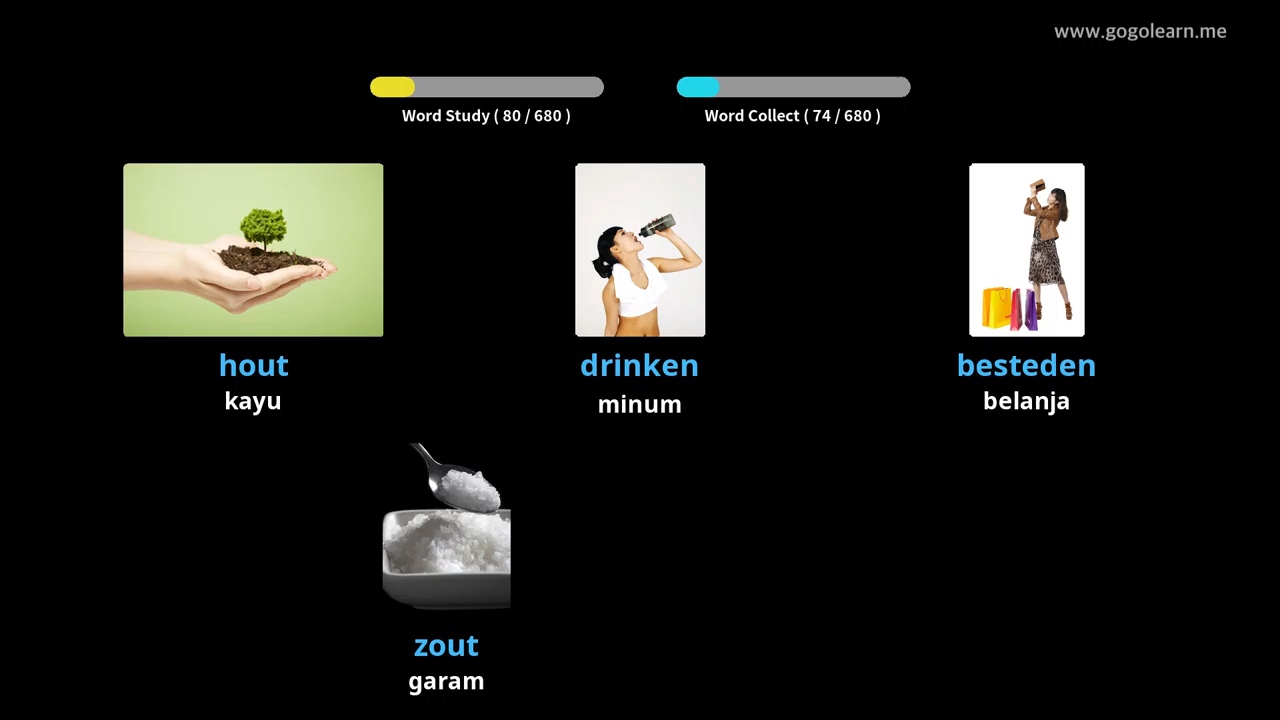 www.gogolearn.me
Word Study ( 80 / 680 )
Word Collect ( 74 / 680 )
hout
kayu
drinken
minum
besteden
belanja
zout
garam